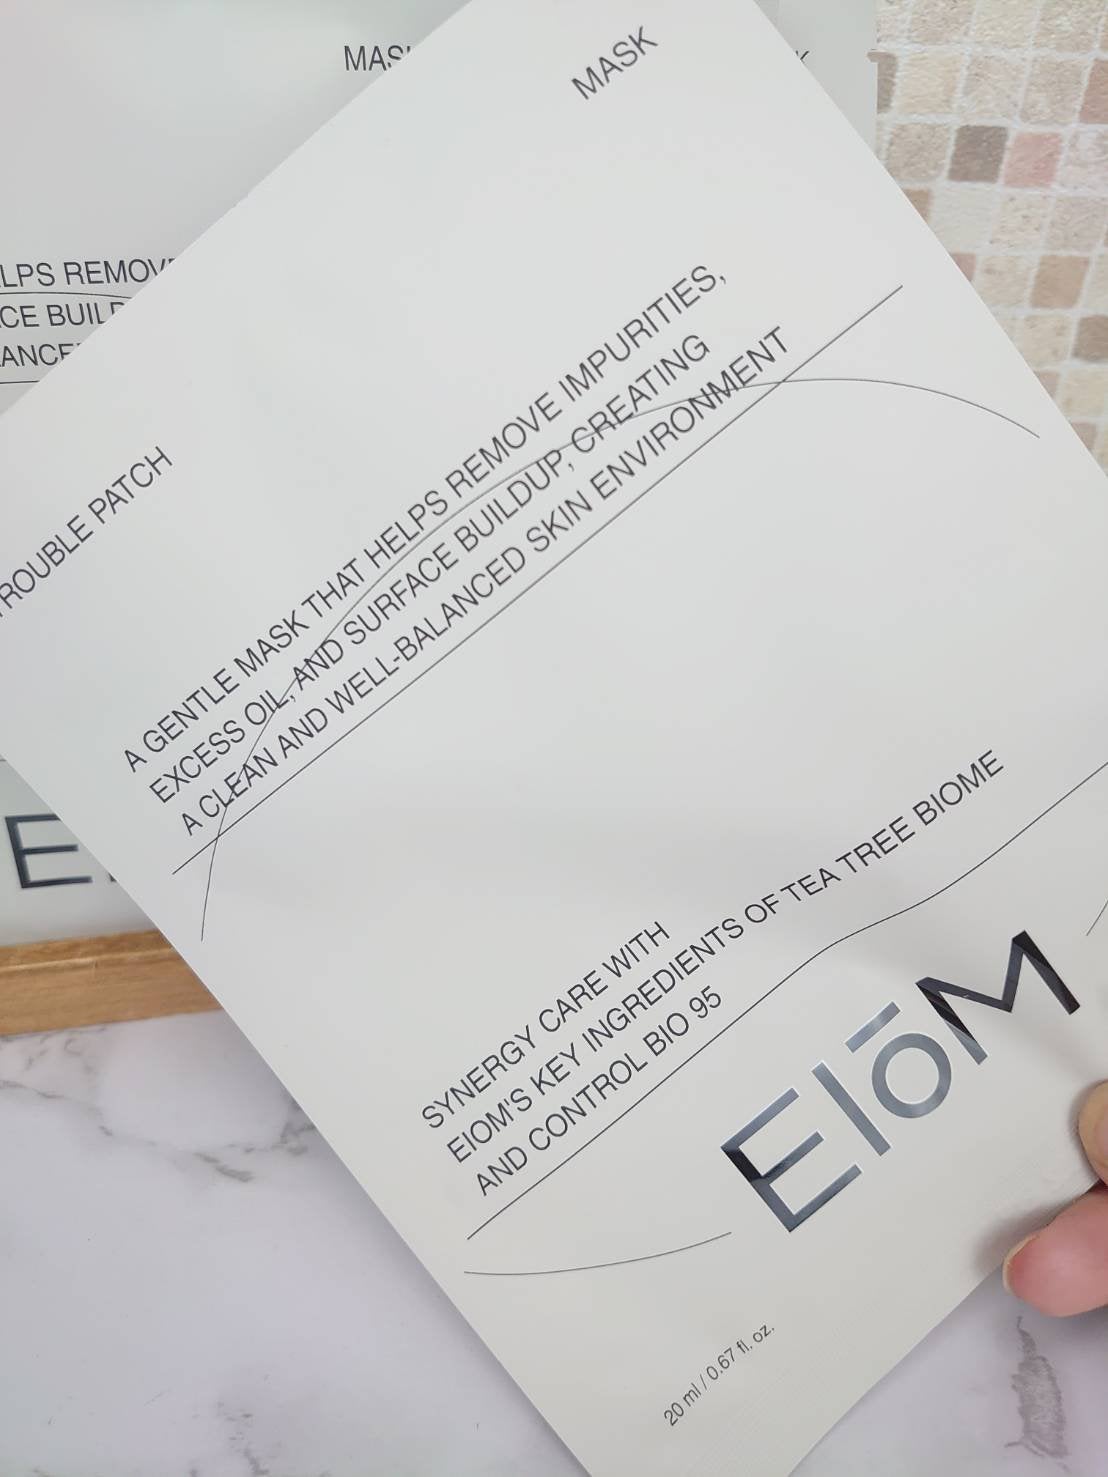 MASK
TROUBLE PATCH
A GENTLE MASK THAT HELPS REMOVE IMPURITIES,
EXCESS OIL, AND SURFACE BUILDUP, CREATING
A CLEAN AND WELL-BALANCED SKIN ENVIRONMENT
SYNERGY CARE WITH
EIOM'S KEY INGREDIENTS OF TEA TREE BIOME
AND CONTROL BIO 95
EIōM
20 ml / 0.67 fl. oz.